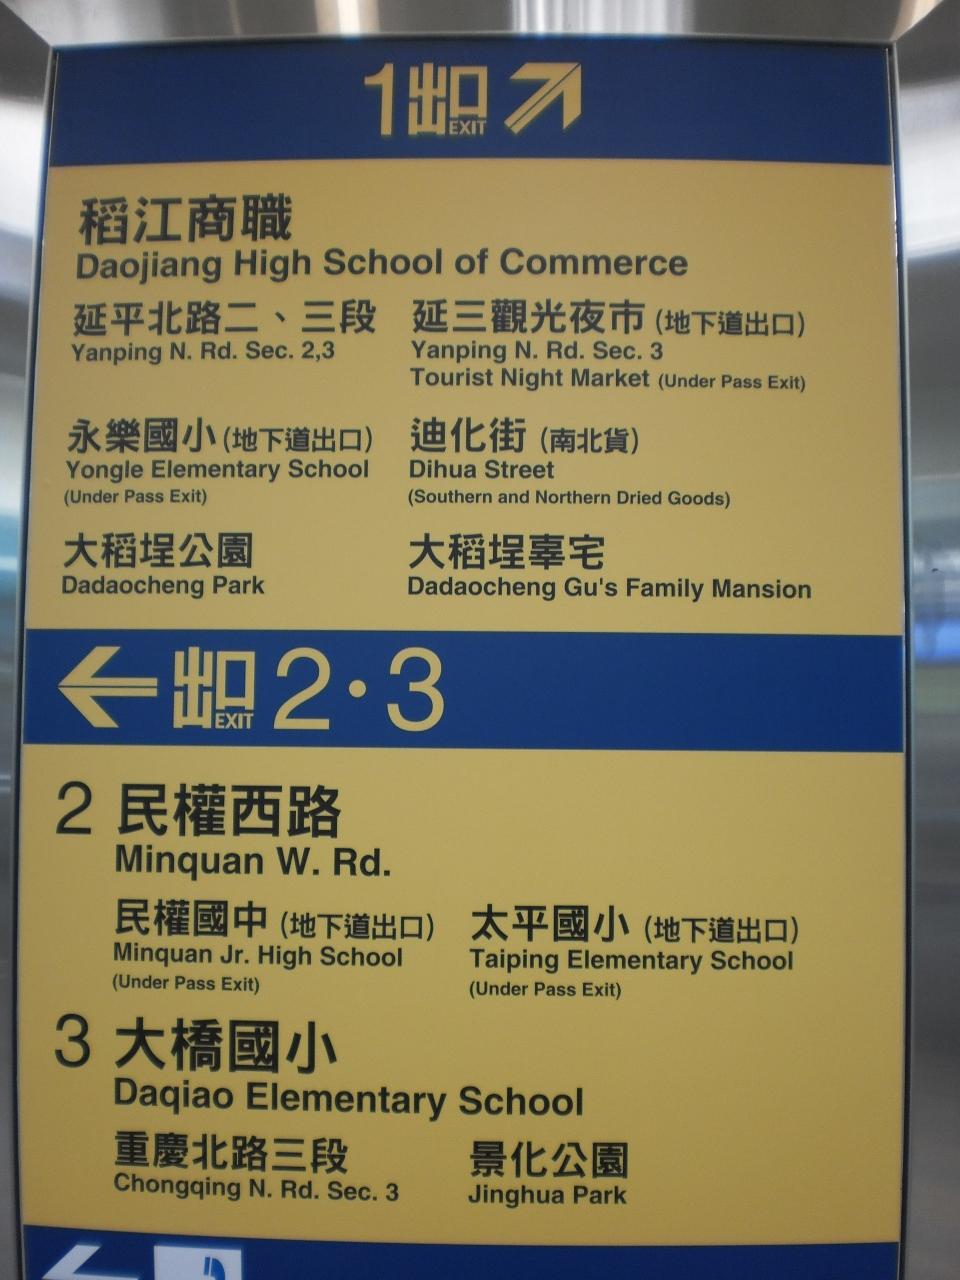 1出口 EXIT
稻江商職
Daojiang High School of Commerce
延平北路二、三段
Yanping N. Rd. Sec. 2,3
延三觀光夜市 (地下道出口)
Yanping N. Rd. Sec. 3
Tourist Night Market (Under Pass Exit)
永樂國小 (地下道出口)
Yongle Elementary School
(Under Pass Exit)
迪化街 (南北貨)
Dihua Street
(Southern and Northern Dried Goods)
大稻埕公園
Dadaocheng Park
大稻埕辜宅
Dadaocheng Gu's Family Mansion
出口 EXIT 2·3
2 民權西路
Minquan W. Rd.
民權國中 (地下道出口)
Minquan Jr. High School
(Under Pass Exit)
太平國小 (地下道出口)
Taiping Elementary School
(Under Pass Exit)
3 大橋國小
Daqiao Elementary School
重慶北路三段
Chongqing N. Rd. Sec. 3
景化公園
Jinghua Park